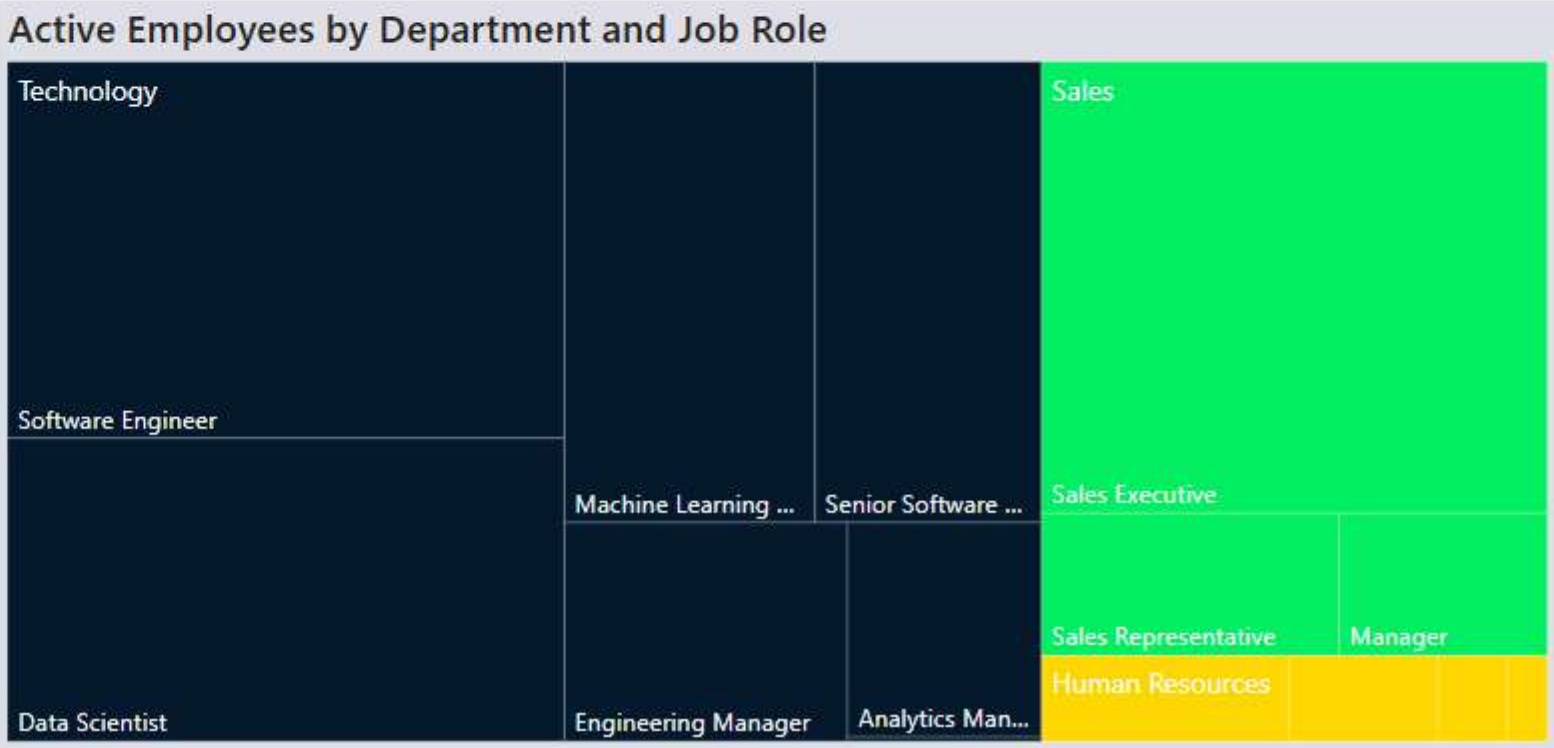 Active Employees by Department and Job Role
Technology
Software Engineer
Data Scientist
Machine Learning ...
Senior Software ...
Engineering Manager
Analytics Man...
Sales
Sales Executive
Sales Representative
Manager
Human Resources